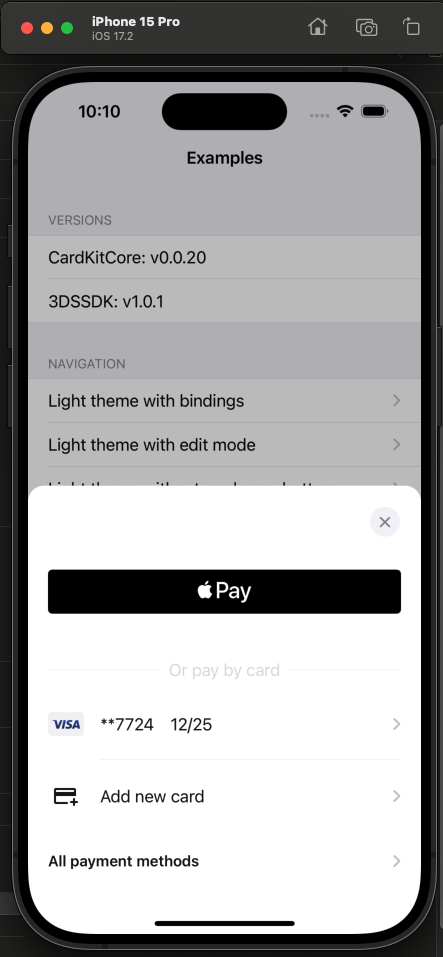 iPhone 15 Pro
iOS 17.2
10:10
Examples
VERSIONS
CardKitCore: v0.0.20
3DSSDK: v1.0.1
NAVIGATION
Light theme with bindings
Light theme with edit mode
Pay
Or pay by card
VISA **7724 12/25
Add new card
All payment methods